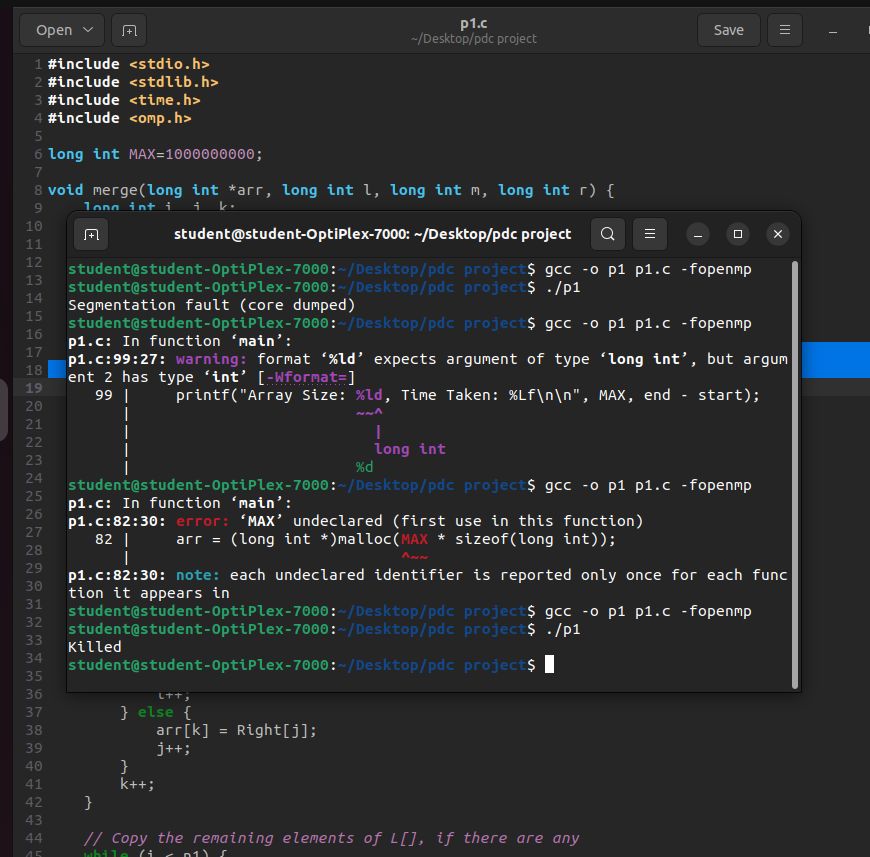 Open
p1.c
~/Desktop/pdc project
Save
1 #include <stdio.h>
2 #include <stdlib.h>
3 #include <time.h>
4 #include <omp.h>
5
6 long int MAX=1000000000;
7
8 void merge(long int *arr, long int l, long int m, long int r) {
9 long int i, j, k;
10
11
12
13
14
15
16
17
18
19
20
21
22
23
24
25
26
27
28
29
30
31
32
33
34
35
student@student-OptiPlex-7000: ~/Desktop/pdc project
student@student-OptiPlex-7000:~/Desktop/pdc project$ gcc -o p1 p1.c -fopenmp
student@student-OptiPlex-7000:~/Desktop/pdc project$ ./p1
Segmentation fault (core dumped)
student@student-OptiPlex-7000:~/Desktop/pdc project$ gcc -o p1 p1.c -fopenmp
p1.c: In function ‘main’:
p1.c:99:27: warning: format ‘%ld’ expects argument of type ‘long int’, but argum
ent 2 has type ‘int’ [-Wformat=]
99 | printf("Array Size: %ld, Time Taken: %Lf\n\n", MAX, end - start);
| ~~^
| |
| long int
| %d
student@student-OptiPlex-7000:~/Desktop/pdc project$ gcc -o p1 p1.c -fopenmp
p1.c: In function ‘main’:
p1.c:82:30: error: ‘MAX’ undeclared (first use in this function)
82 | arr = (long int *)malloc(MAX * sizeof(long int));
| ^~~
p1.c:82:30: note: each undeclared identifier is reported only once for each func
tion it appears in
student@student-OptiPlex-7000:~/Desktop/pdc project$ gcc -o p1 p1.c -fopenmp
student@student-OptiPlex-7000:~/Desktop/pdc project$ ./p1
Killed
student@student-OptiPlex-7000:~/Desktop/pdc project$
36 i++;
37 } else {
38 arr[k] = Right[j];
39 j++;
40 }
41 k++;
42 }
43
44 // Copy the remaining elements of L[], if there are any
45 while (i < n1) {